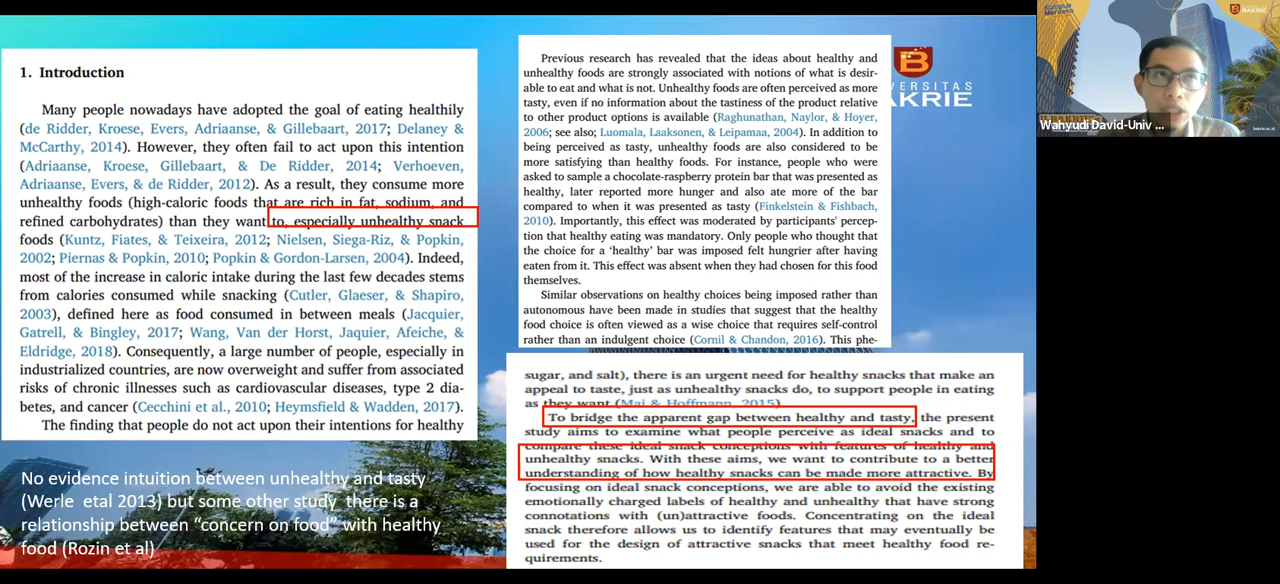 1. Introduction
Many people nowadays have adopted the goal of eating healthily
(de Ridder, Kroese, Evers, Adriaanse, & Gillebaart, 2017; Delaney &
McCarthy, 2014). However, they often fail to act upon this intention
(Adriaanse, Kroese, Gillebaart, & De Ridder, 2014; Verhoeven,
Adriaanse, Evers, & de Ridder, 2012). As a result, they consume more
unhealthy foods (high-caloric foods that are rich in fat, sodium, and
refined carbohydrates) than they want to, especially unhealthy snack
foods (Kuntz, Fiates, & Teixeira, 2012; Nielsen, Siega-Riz, & Popkin,
2002; Piernas & Popkin, 2010; Popkin & Gordon-Larsen, 2004). Indeed,
most of the increase in caloric intake during the last few decades stems
from calories consumed while snacking (Cutler, Glaeser, & Shapiro,
2003), defined here as food consumed in between meals (Jacquier,
Gatrell, & Bingley, 2017; Wang, Van der Horst, Jaquier, Afeiche, &
Eldridge, 2018). Consequently, a large number of people, especially in
industrialized countries, are now overweight and suffer from associated
risks of chronic illnesses such as cardiovascular diseases, type 2 dia-
betes, and cancer (Cecchini et al., 2010; Heymsfield & Wadden, 2017).
The finding that people do not act upon their intentions for healthy
No evidence intuition between unhealthy and tasty
(Werle etal 2013) but some other study there is a
relationship between “concern on food” with healthy
food (Rozin et al)
Previous research has revealed that the ideas about healthy and
unhealthy foods are strongly associated with notions of what is desir-
able to eat and what is not. Unhealthy foods are often perceived as more
tasty, even if no information about the tastiness of the product relative
to other product options is available (Raghunathan, Naylor, & Hoyer,
2006; see also; Luomala, Laaksonen, & Leipamaa, 2004). In addition to
being perceived as tasty, unhealthy foods are also considered to be
more satisfying than healthy foods. For instance, people who were
asked to sample a chocolate-raspberry protein bar that was presented as
healthy, later reported more hunger and also ate more of the bar
compared to when it was presented as tasty (Finkelstein & Fishbach,
2010). Importantly, this effect was moderated by participants' percep-
tion that healthy eating was mandatory. Only people who thought that
the choice for a 'healthy' bar was imposed felt hungrier after having
eaten from it. This effect was absent when they had chosen for this food
themselves.
Similar observations on healthy choices being imposed rather than
autonomous have been made in studies that suggest that the healthy
food choice is often viewed as a wise choice that requires self-control
rather than an indulgent choice (Cornil & Chandon, 2016). This phe-
sugar, and salt), there is an urgent need for healthy snacks that make an
appeal to taste, just as unhealthy snacks do, to support people in eating
as they want (Mai & Hoffmann, 2015).
To bridge the apparent gap between healthy and tasty, the present
study aims to examine what people perceive as ideal snacks and to
compare these ideal snack conceptions with features of healthy and
unhealthy snacks. With these aims, we want to contribute to a better
understanding of how healthy snacks can be made more attractive. By
focusing on ideal snack conceptions, we are able to avoid the existing
emotionally charged labels of healthy and unhealthy that have strong
connotations with (un)attractive foods. Concentrating on the ideal
snack therefore allows us to identify features that may eventually be
used for the design of attractive snacks that meet healthy food re-
quirements.
B
VERSITAS
AKRIE
Kampus
Merdeka
BAKRIE
Wahyudi David-Univ ...
bakrie.ac.id